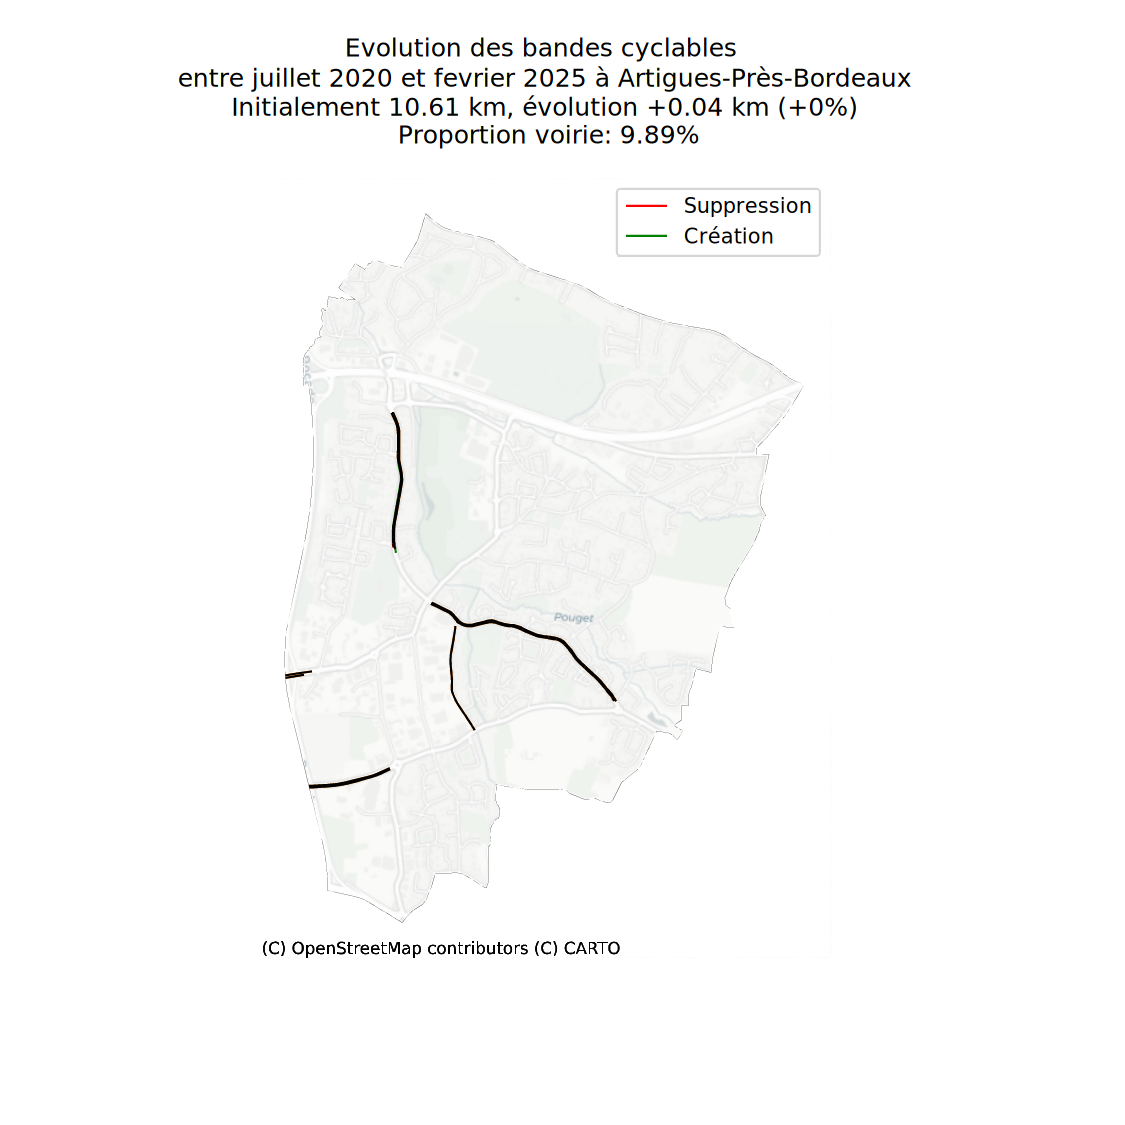 Evolution des bandes cyclables
entre juillet 2020 et fevrier 2025 à Artigues-Près-Bordeaux
Initialement 10.61 km, évolution +0.04 km (+0%)
Proportion voirie: 9.89%
Suppression
Création
Pouget
(C) OpenStreetMap contributors (C) CARTO